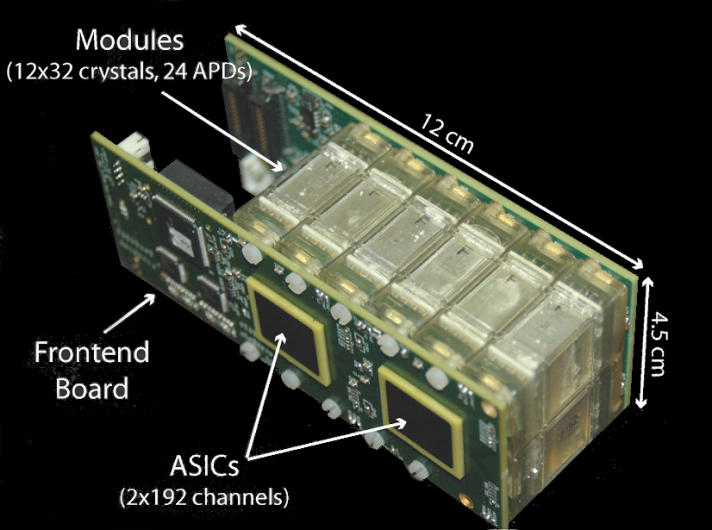 Modules
(12x32 crystals, 24 APDs)
12 cm
4.5 cm
Frontend
Board
ASICs
(2x192 channels)